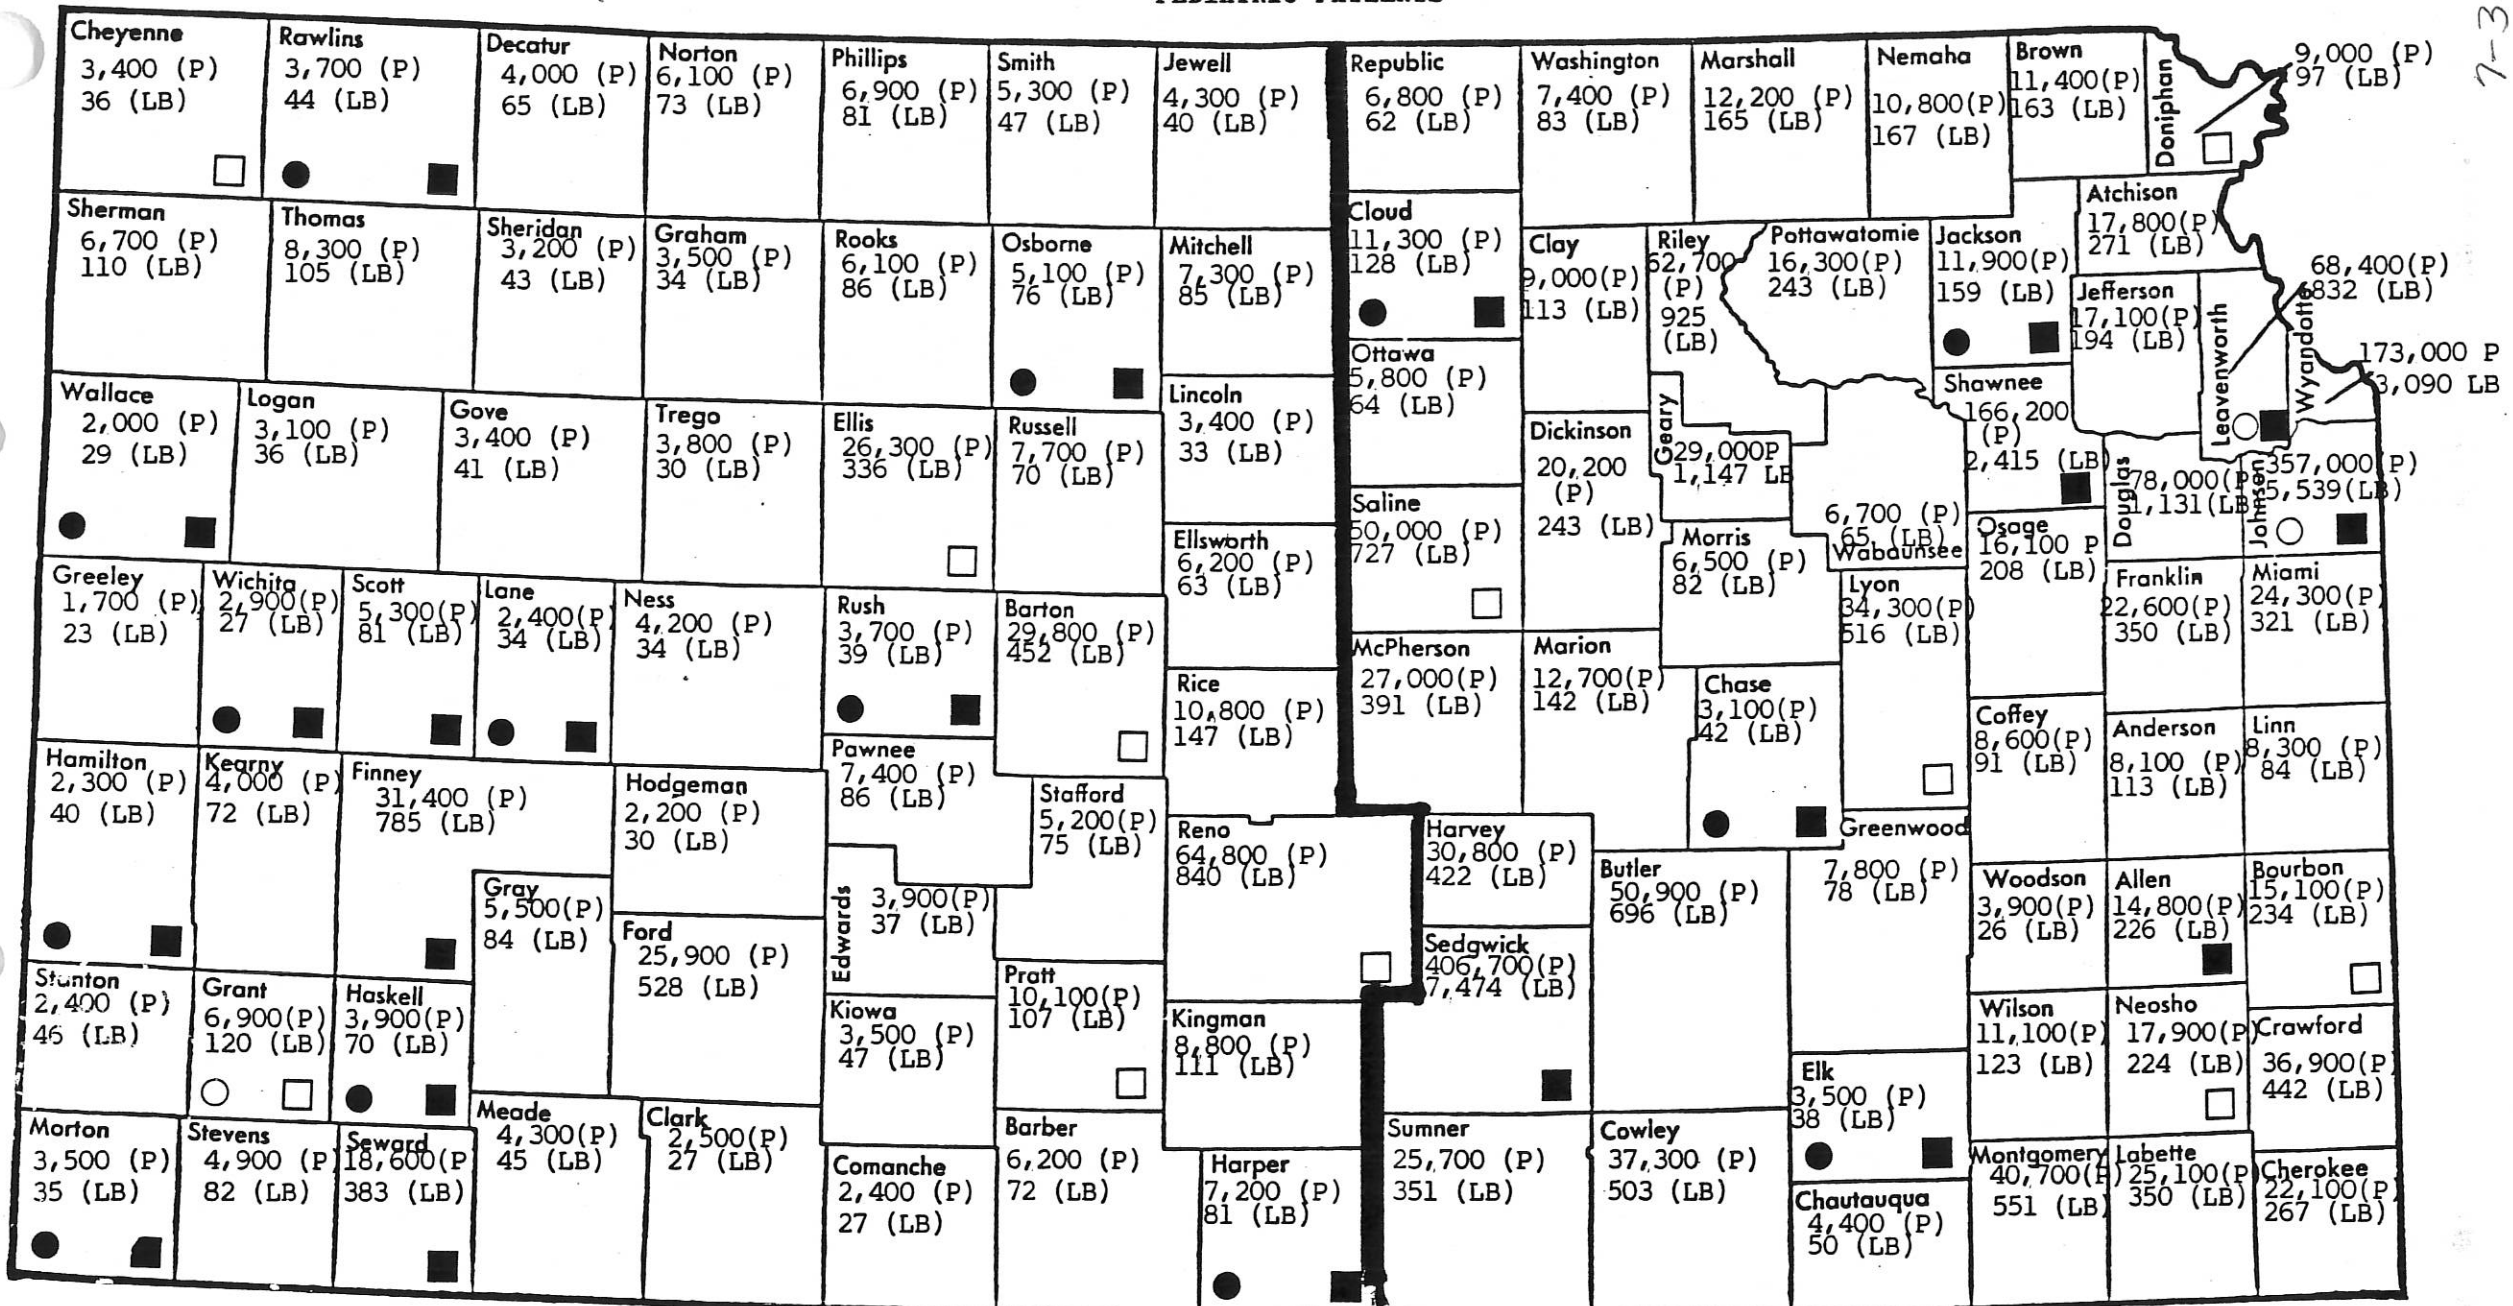 7-3
Cheyenne
3,400 (P)
36 (LB)
Rawlins
3,700 (P)
44 (LB)
Decatur
4,000 (P)
65 (LB)
Norton
6,100 (P)
73 (LB)
Phillips
6,900 (P)
81 (LB)
Smith
5,300 (P)
47 (LB)
Jewell
4,300 (P)
40 (LB)
Republic
6,800 (P)
62 (LB)
Washington
7,400 (P)
83 (LB)
Marshall
12,200 (P)
165 (LB)
Nemaha
10,800(P)
167 (LB)
Brown
11,400(P)
163 (LB)
Doniphan
9,000 (P)
97 (LB)
Sherman
6,700 (P)
110 (LB)
Thomas
8,300 (P)
105 (LB)
Sheridan
3,200 (P)
43 (LB)
Graham
3,500 (P)
34 (LB)
Rooks
6,100 (P)
86 (LB)
Osborne
5,100 (P)
76 (LB)
Mitchell
7,300 (P)
85 (LB)
Cloud
11,300 (P)
128 (LB)
Clay
9,000(P)
113 (LB)
Riley
62,700
(P)
925
(LB)
Pottawatomie
16,300(P)
243 (LB)
Jackson
11,900(P)
159 (LB)
Atchison
17,800(P)
271 (LB)
Jefferson
17,100(P)
194 (LB)
Leavenworth
68,400(P)
832 (LB)
Wyandotte
173,000 P
3,090 LB
Wallace
2,000 (P)
29 (LB)
Logan
3,100 (P)
36 (LB)
Gove
3,400 (P)
41 (LB)
Trego
3,800 (P)
30 (LB)
Ellis
26,300 (P)
336 (LB)
Russell
7,700 (P)
70 (LB)
Lincoln
3,400 (P)
33 (LB)
Ottawa
5,800 (P)
64 (LB)
Dickinson
20,200
(P)
243 (LB)
Geary
29,000P
1,147 LB
Shawnee
166,200
(P)
2,415 (LB)
Douglas
78,000(P)
1,131(LB)
Johnson
357,000(P)
5,539(LB)
Ellsworth
6,200 (P)
63 (LB)
Saline
50,000 (P)
727 (LB)
Morris
6,500 (P)
82 (LB)
6,700 (P)
65 (LB)
Wabaunsee
Osage
16,100 P
208 (LB)
Franklin
22,600(P)
350 (LB)
Miami
24,300(P)
321 (LB)
Greeley
1,700 (P)
23 (LB)
Wichita
2,900(P)
27 (LB)
Scott
5,300(P)
81 (LB)
Lane
2,400(P)
34 (LB)
Ness
4,200 (P)
34 (LB)
Rush
3,700 (P)
39 (LB)
Barton
29,800 (P)
452 (LB)
Rice
10,800 (P)
147 (LB)
McPherson
27,000(P)
391 (LB)
Marion
12,700(P)
142 (LB)
Chase
3,100(P)
42 (LB)
Lyon
34,300(P)
516 (LB)
Coffey
8,600(P)
91 (LB)
Anderson
8,100 (P)
113 (LB)
Linn
8,300 (P)
84 (LB)
Hamilton
2,300 (P)
40 (LB)
Kearny
4,000 (P)
72 (LB)
Finney
31,400 (P)
785 (LB)
Hodgeman
2,200 (P)
30 (LB)
Pawnee
7,400 (P)
86 (LB)
Stafford
5,200(P)
75 (LB)
Reno
64,800 (P)
840 (LB)
Harvey
30,800 (P)
422 (LB)
Butler
50,900 (P)
696 (LB)
Greenwood
7,800 (P)
78 (LB)
Woodson
3,900(P)
26 (LB)
Allen
14,800(P)
226 (LB)
Bourbon
15,100(P)
234 (LB)
Gray
5,500(P)
84 (LB)
Ford
25,900 (P)
528 (LB)
Edwards
3,900(P)
37 (LB)
Sedgwick
406,700(P)
7,474 (LB)
Stanton
2,400 (P)
46 (LB)
Grant
6,900(P)
120 (LB)
Haskell
3,900(P)
70 (LB)
Kiowa
3,500 (P)
47 (LB)
Pratt
10,100(P)
107 (LB)
Kingman
8,800 (P)
111 (LB)
Wilson
11,100(P)
123 (LB)
Neosho
17,900(P)
224 (LB)
Crawford
36,900(P)
442 (LB)
Elk
3,500 (P)
38 (LB)
Morton
3,500 (P)
35 (LB)
Stevens
4,900 (P)
82 (LB)
Seward
18,600(P
383 (LB)
Meade
4,300(P)
45 (LB)
Clark
2,500(P)
27 (LB)
Comanche
2,400 (P)
27 (LB)
Barber
6,200 (P)
72 (LB)
Harper
7,200 (P)
81 (LB)
Sumner
25,700 (P)
351 (LB)
Cowley
37,300 (P)
503 (LB)
Chautauqua
4,400 (P)
50 (LB)
Montgomery
40,700(P)
551 (LB)
Labette
25,100(P)
350 (LB)
Cherokee
22,100(P)
267 (LB)